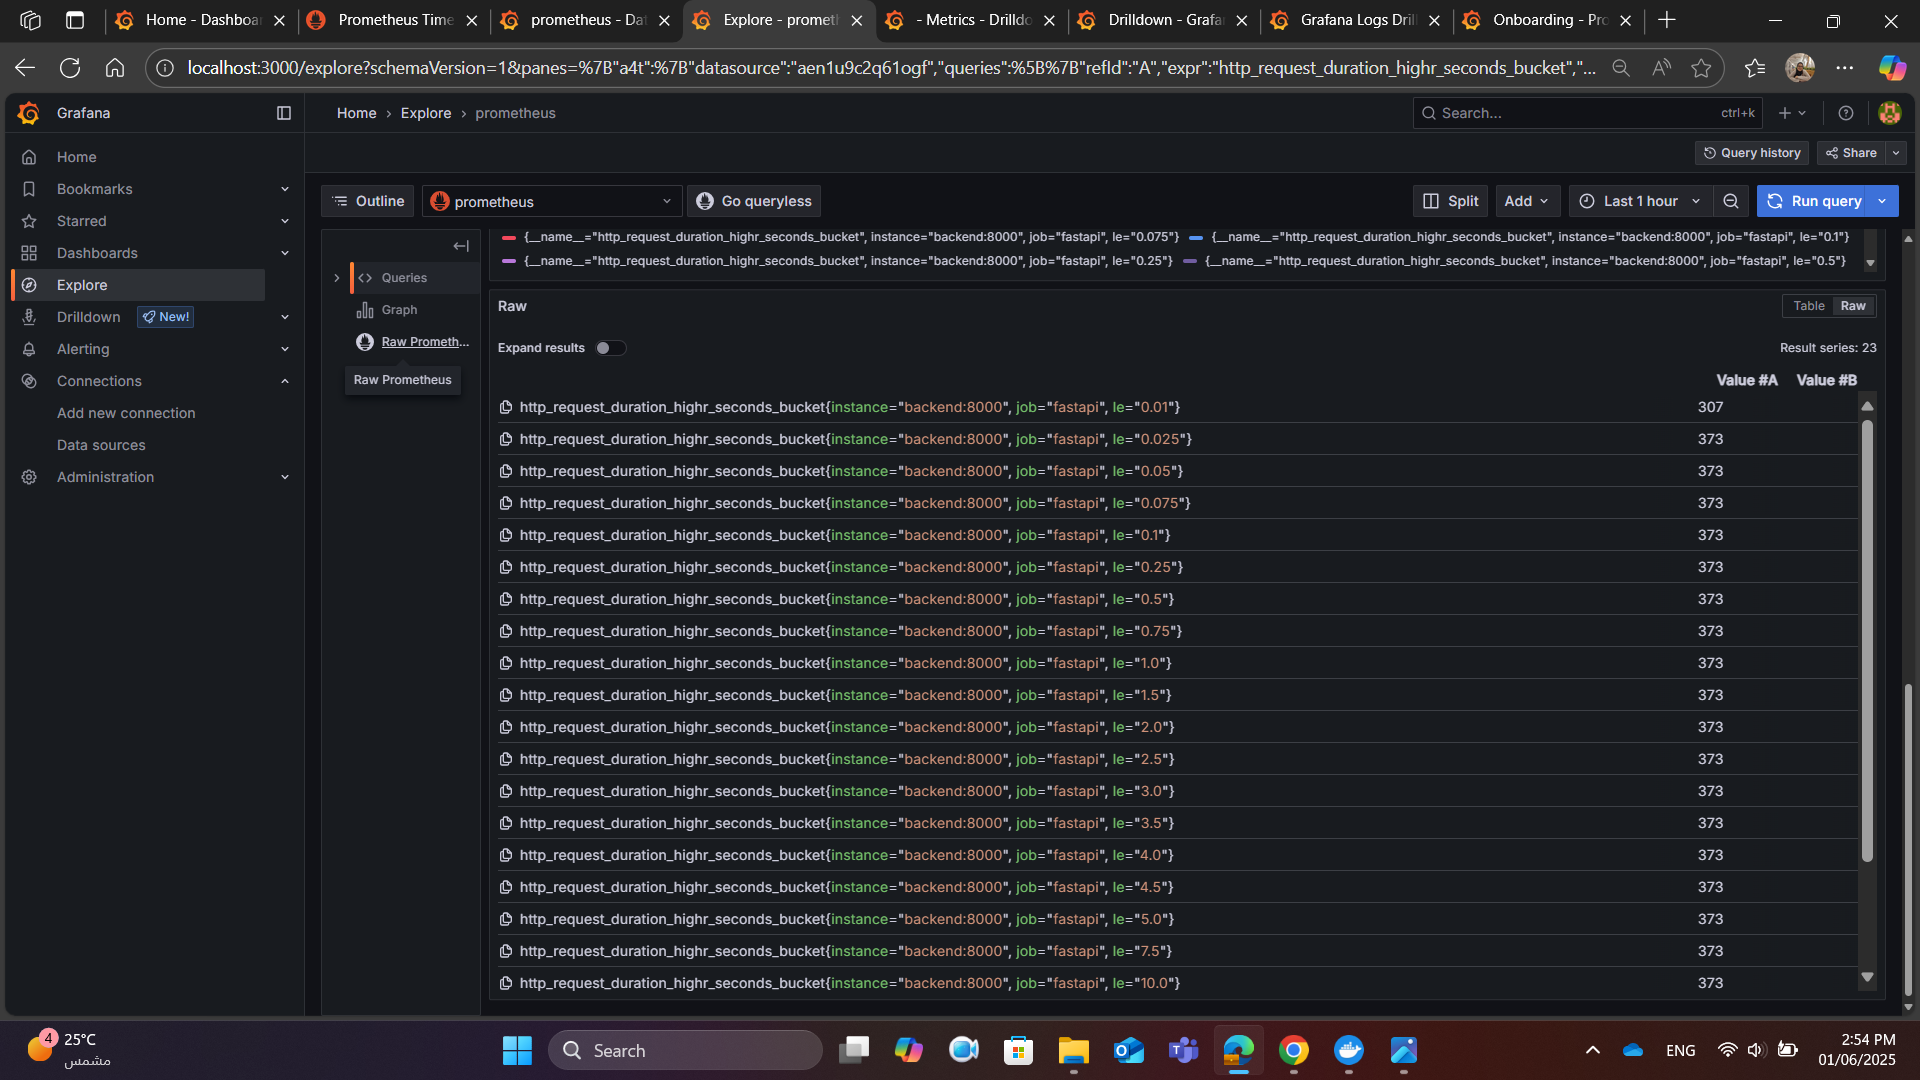 Home - Dashboar
Prometheus Time
prometheus - Dat
Explore - prometh
- Metrics - Drilldo
Drilldown - Grafan
Grafana Logs Drill
Onboarding - Pro
localhost:3000/explore?schemaVersion=1&panes=%7B"a4t":%7B"datasource":"aen1u9c2q61ogf","queries":%5B%7B"refId":"A","expr":"http_request_duration_highr_seconds_bucket","...
Grafana
Home › Explore › prometheus
Search... ctrl+k
Query history
Share
Home
Bookmarks
Starred
Dashboards
Explore
Drilldown New!
Alerting
Connections
Add new connection
Data sources
Administration
Outline
prometheus
Go queryless
Split
Add
Last 1 hour
Run query
Queries
Graph
Raw Prometh...
Raw Prometheus
{__name__="http_request_duration_highr_seconds_bucket", instance="backend:8000", job="fastapi", le="0.075"} {__name__="http_request_duration_highr_seconds_bucket", instance="backend:8000", job="fastapi", le="0.1"}
{__name__="http_request_duration_highr_seconds_bucket", instance="backend:8000", job="fastapi", le="0.25"} {__name__="http_request_duration_highr_seconds_bucket", instance="backend:8000", job="fastapi", le="0.5"}
Raw
Table Raw
Expand results
Result series: 23
Value #A Value #B
http_request_duration_highr_seconds_bucket{instance="backend:8000", job="fastapi", le="0.01"} 307
http_request_duration_highr_seconds_bucket{instance="backend:8000", job="fastapi", le="0.025"} 373
http_request_duration_highr_seconds_bucket{instance="backend:8000", job="fastapi", le="0.05"} 373
http_request_duration_highr_seconds_bucket{instance="backend:8000", job="fastapi", le="0.075"} 373
http_request_duration_highr_seconds_bucket{instance="backend:8000", job="fastapi", le="0.1"} 373
http_request_duration_highr_seconds_bucket{instance="backend:8000", job="fastapi", le="0.25"} 373
http_request_duration_highr_seconds_bucket{instance="backend:8000", job="fastapi", le="0.5"} 373
http_request_duration_highr_seconds_bucket{instance="backend:8000", job="fastapi", le="0.75"} 373
http_request_duration_highr_seconds_bucket{instance="backend:8000", job="fastapi", le="1.0"} 373
http_request_duration_highr_seconds_bucket{instance="backend:8000", job="fastapi", le="1.5"} 373
http_request_duration_highr_seconds_bucket{instance="backend:8000", job="fastapi", le="2.0"} 373
http_request_duration_highr_seconds_bucket{instance="backend:8000", job="fastapi", le="2.5"} 373
http_request_duration_highr_seconds_bucket{instance="backend:8000", job="fastapi", le="3.0"} 373
http_request_duration_highr_seconds_bucket{instance="backend:8000", job="fastapi", le="3.5"} 373
http_request_duration_highr_seconds_bucket{instance="backend:8000", job="fastapi", le="4.0"} 373
http_request_duration_highr_seconds_bucket{instance="backend:8000", job="fastapi", le="4.5"} 373
http_request_duration_highr_seconds_bucket{instance="backend:8000", job="fastapi", le="5.0"} 373
http_request_duration_highr_seconds_bucket{instance="backend:8000", job="fastapi", le="7.5"} 373
http_request_duration_highr_seconds_bucket{instance="backend:8000", job="fastapi", le="10.0"} 373
4
25°C
مشمس
Search
ENG
2:54 PM
01/06/2025